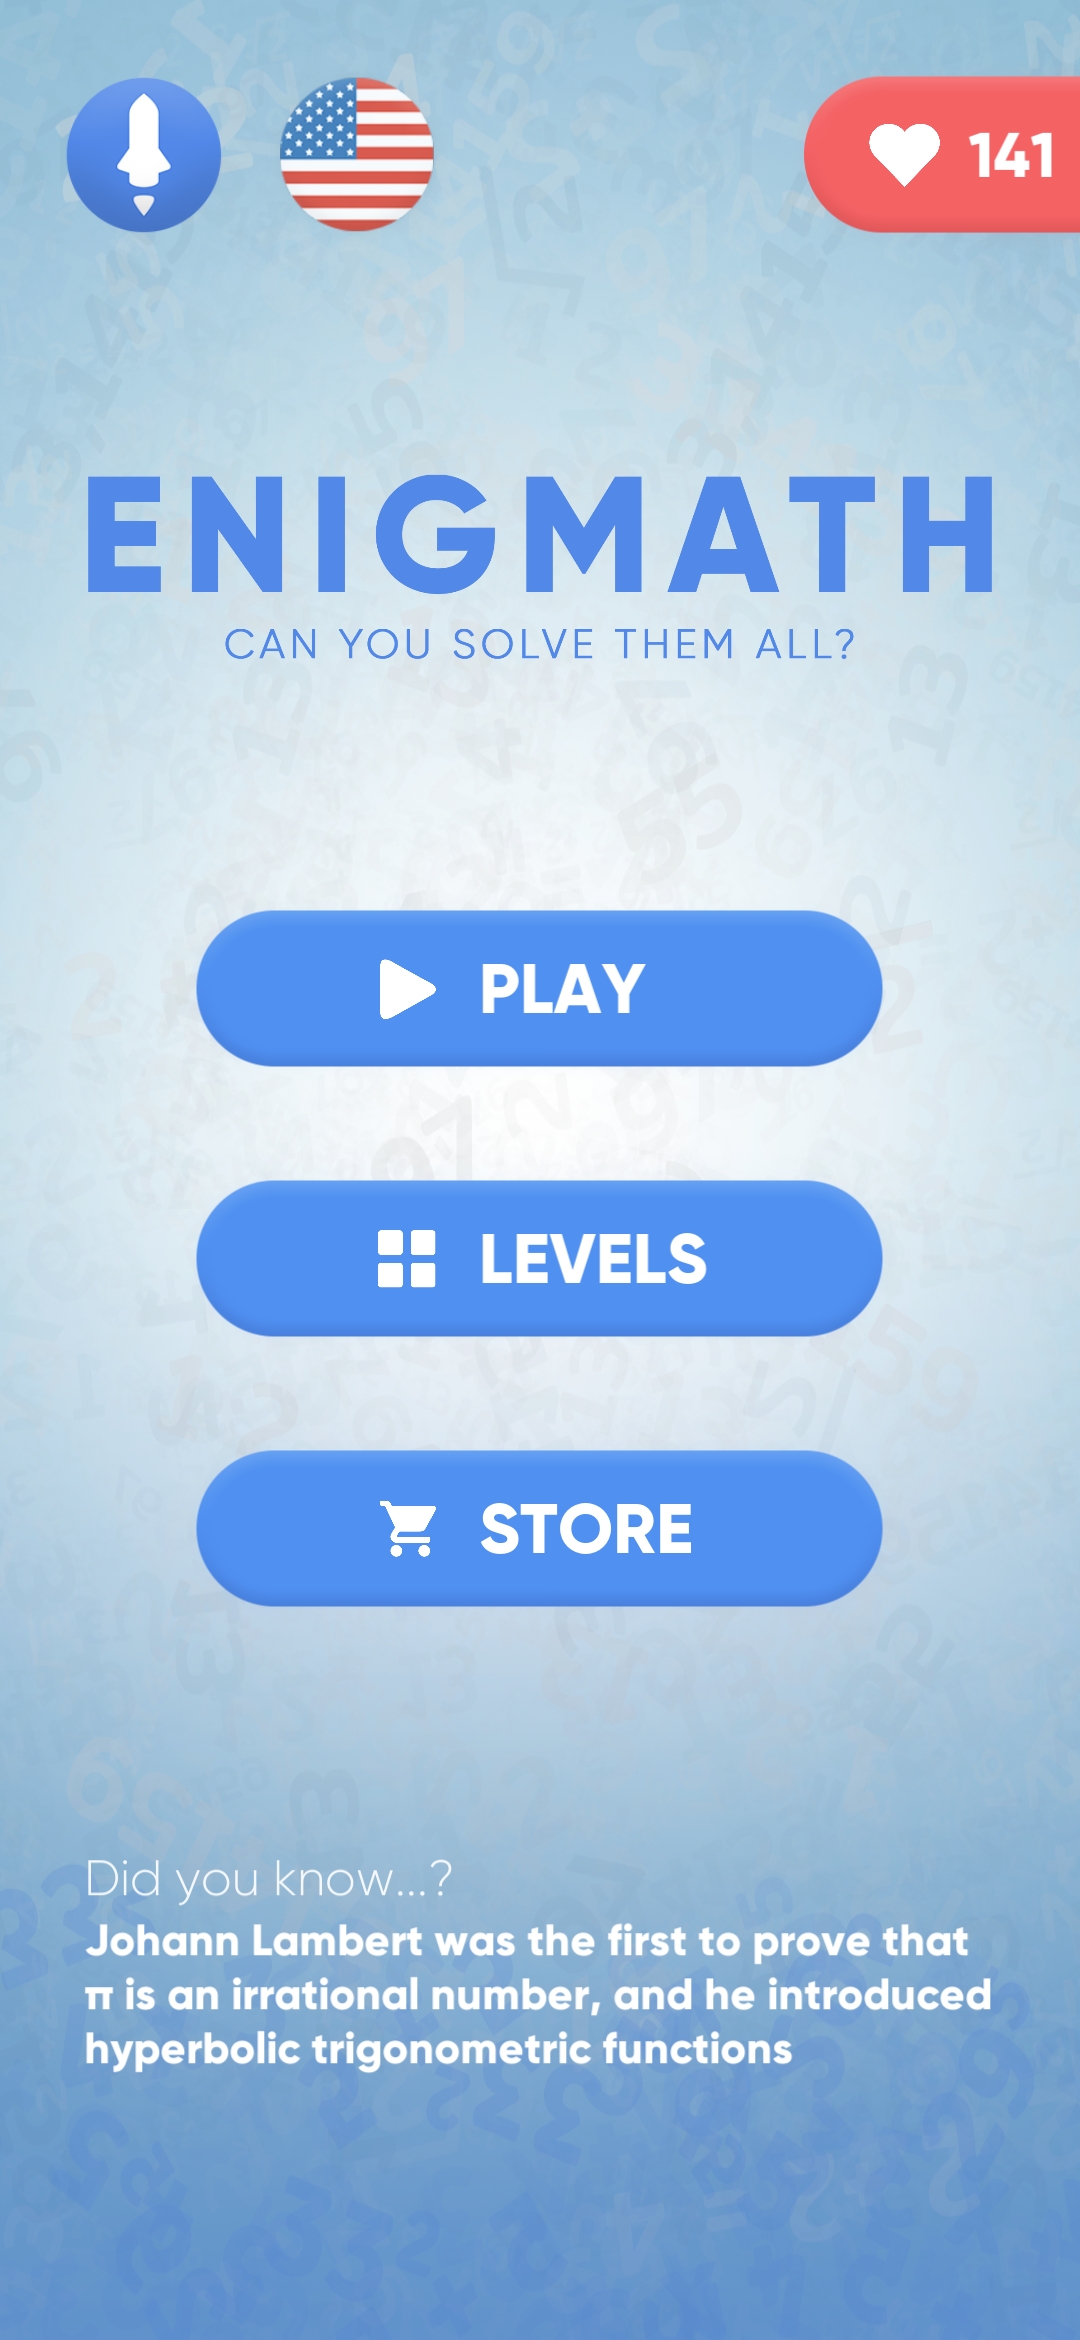 141
ENIGMATH
CAN YOU SOLVE THEM ALL?
PLAY
LEVELS
STORE
Did you know...?
Johann Lambert was the first to prove that
π is an irrational number, and he introduced
hyperbolic trigonometric functions